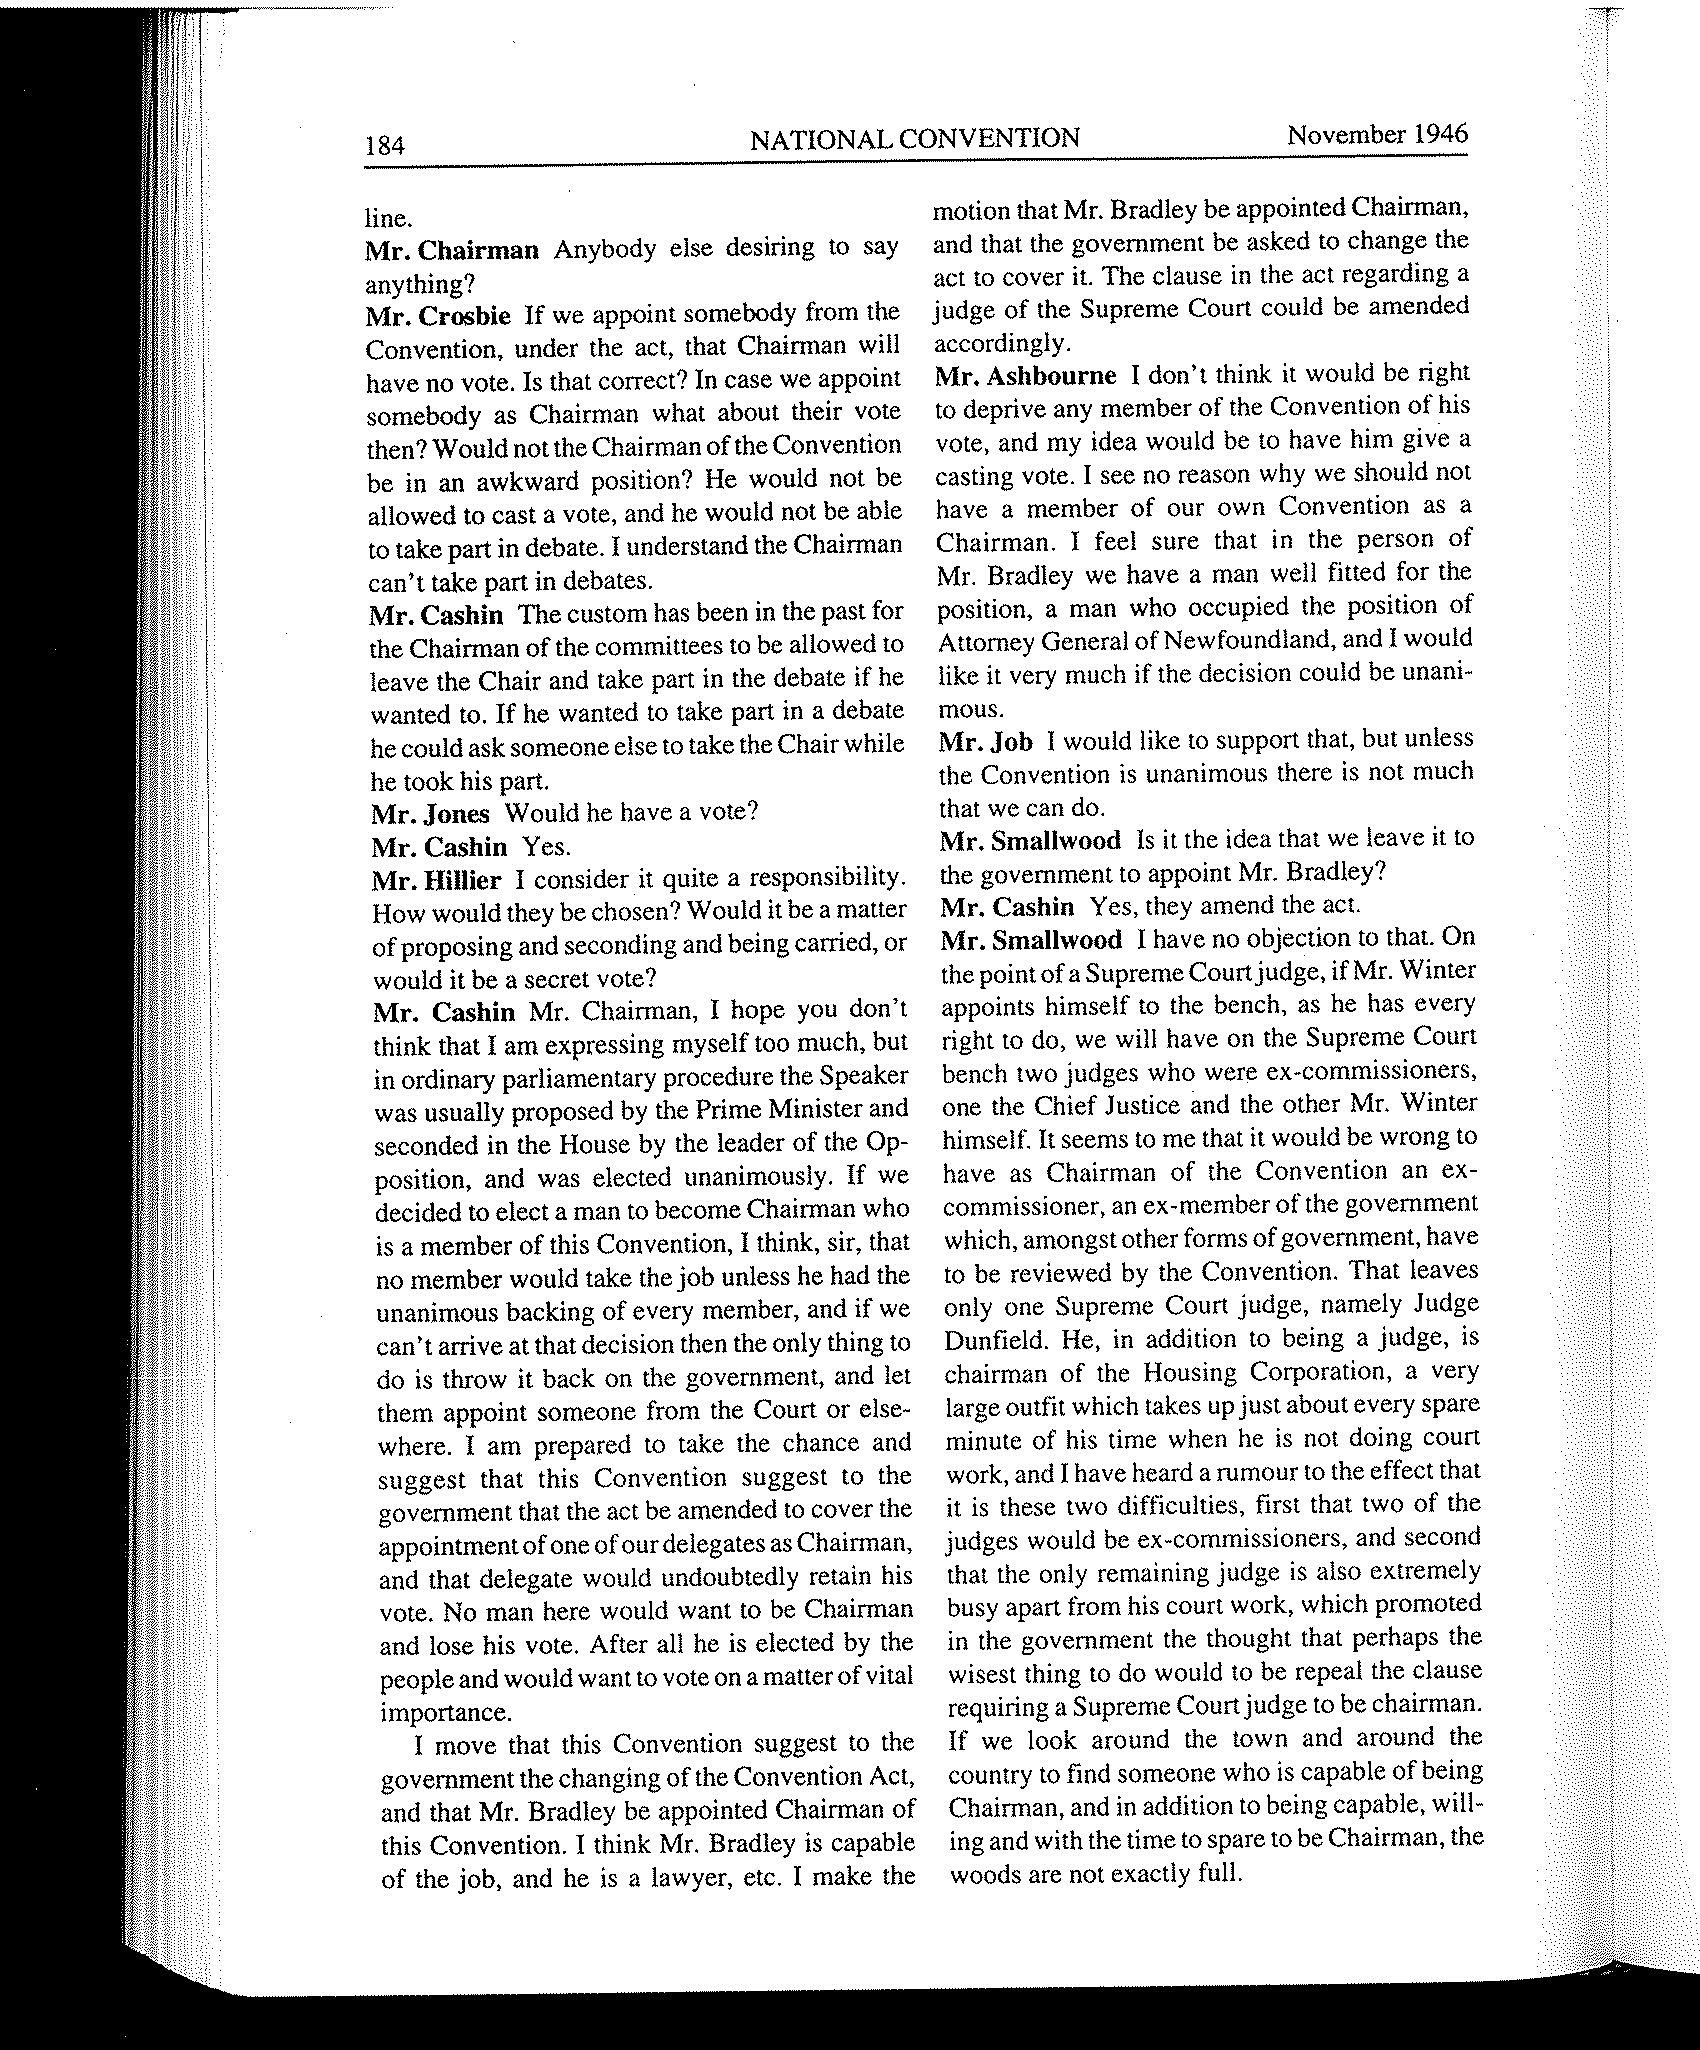 184
NATIONAL CONVENTION
November 1946
line.
Mr. Chairman Anybody else desiring to say
anything?
Mr. Crosbie If we appoint somebody from the
Convention, under the act, that Chairman will
have no vote. Is that correct? In case we appoint
somebody as Chairman what about their vote
then? Would not the Chairman of the Convention
be in an awkward position? He would not be
allowed to cast a vote, and he would not be able
to take part in debate. I understand the Chairman
can't take part in debates.
Mr. Cashin The custom has been in the past for
the Chairman of the committees to be allowed to
leave the Chair and take part in the debate if he
wanted to. If he wanted to take part in a debate
he could ask someone else to take the Chair while
he took his part.
Mr. Jones Would he have a vote?
Mr. Cashin Yes.
Mr. Hillier I consider it quite a responsibility.
How would they be chosen? Would it be a matter
of proposing and seconding and being carried, or
would it be a secret vote?
Mr. Cashin Mr. Chairman, I hope you don't
think that I am expressing myself too much, but
in ordinary parliamentary procedure the Speaker
was usually proposed by the Prime Minister and
seconded in the House by the leader of the Op-
position, and was elected unanimously. If we
decided to elect a man to become Chairman who
is a member of this Convention, I think, sir, that
no member would take the job unless he had the
unanimous backing of every member, and if we
can't arrive at that decision then the only thing to
do is throw it back on the government, and let
them appoint someone from the Court or else-
where. I am prepared to take the chance and
suggest that this Convention suggest to the
government that the act be amended to cover the
appointment of one of our delegates as Chairman,
and that delegate would undoubtedly retain his
vote. No man here would want to be Chairman
and lose his vote. After all he is elected by the
people and would want to vote on a matter of vital
importance.
I move that this Convention suggest to the
government the changing of the Convention Act,
and that Mr. Bradley be appointed Chairman of
this Convention. I think Mr. Bradley is capable
of the job, and he is a lawyer, etc. I make the
motion that Mr. Bradley be appointed Chairman,
and that the government be asked to change the
act to cover it. The clause in the act regarding a
judge of the Supreme Court could be amended
accordingly.
Mr. Ashbourne I don't think it would be right
to deprive any member of the Convention of his
vote, and my idea would be to have him give a
casting vote. I see no reason why we should not
have a member of our own Convention as a
Chairman. I feel sure that in the person of
Mr. Bradley we have a man well fitted for the
position, a man who occupied the position of
Attorney General of Newfoundland, and I would
like it very much if the decision could be unani-
mous.
Mr. Job I would like to support that, but unless
the Convention is unanimous there is not much
that we can do.
Mr. Smallwood Is it the idea that we leave it to
the government to appoint Mr. Bradley?
Mr. Cashin Yes, they amend the act.
Mr. Smallwood I have no objection to that. On
the point of a Supreme Court judge, if Mr. Winter
appoints himself to the bench, as he has every
right to do, we will have on the Supreme Court
bench two judges who were ex-commissioners,
one the Chief Justice and the other Mr. Winter
himself. It seems to me that it would be wrong to
have as Chairman of the Convention an ex-
commissioner, an ex-member of the government
which, amongst other forms of government, have
to be reviewed by the Convention. That leaves
only one Supreme Court judge, namely Judge
Dunfield. He, in addition to being a judge, is
chairman of the Housing Corporation, a very
large outfit which takes up just about every spare
minute of his time when he is not doing court
work, and I have heard a rumour to the effect that
it is these two difficulties, first that two of the
judges would be ex-commissioners, and second
that the only remaining judge is also extremely
busy apart from his court work, which promoted
in the government the thought that perhaps the
wisest thing to do would to be repeal the clause
requiring a Supreme Court judge to be chairman.
If we look around the town and around the
country to find someone who is capable of being
Chairman, and in addition to being capable, will-
ing and with the time to spare to be Chairman, the
woods are not exactly full.